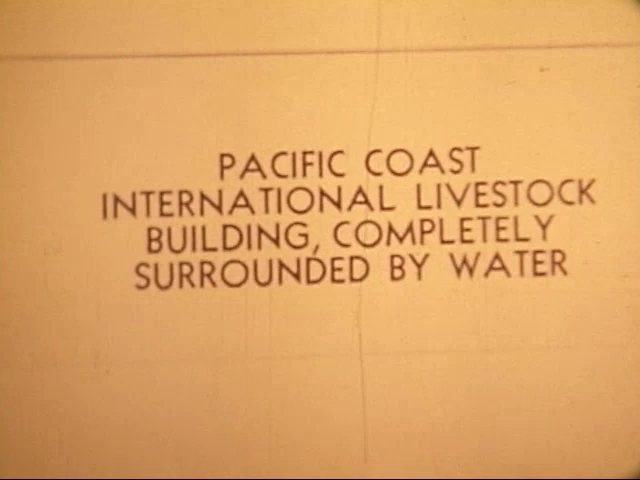 PACIFIC COAST
INTERNATIONAL LIVESTOCK
BUILDING, COMPLETELY
SURROUNDED BY WATER